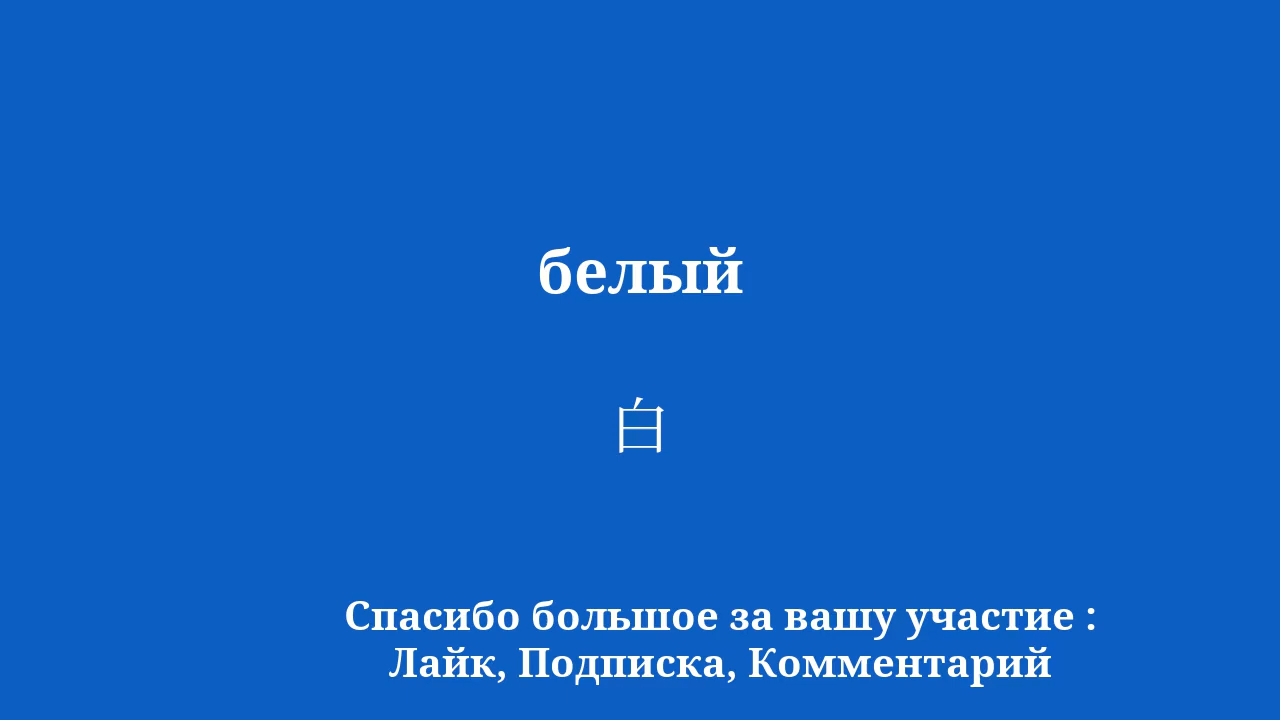 белый
白
Спасибо большое за вашу участие :
Лайк, Подписка, Комментарий